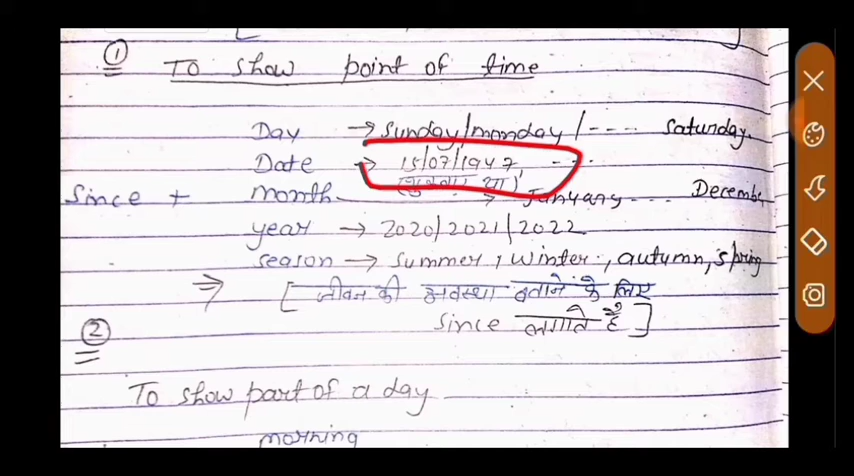 ①
To show point of time
Day → Sunday/monday/---- Saturday.
Date → 15/07/1947 ---
(शुक्रवार था)
Since + month → January --- December
year → 2020/2021/2022
season → summer, winter, autumn, spring
⇒ [ जीवन की अवस्था बताने के लिए
since लगाते हैं ]
②
To show part of a day
morning